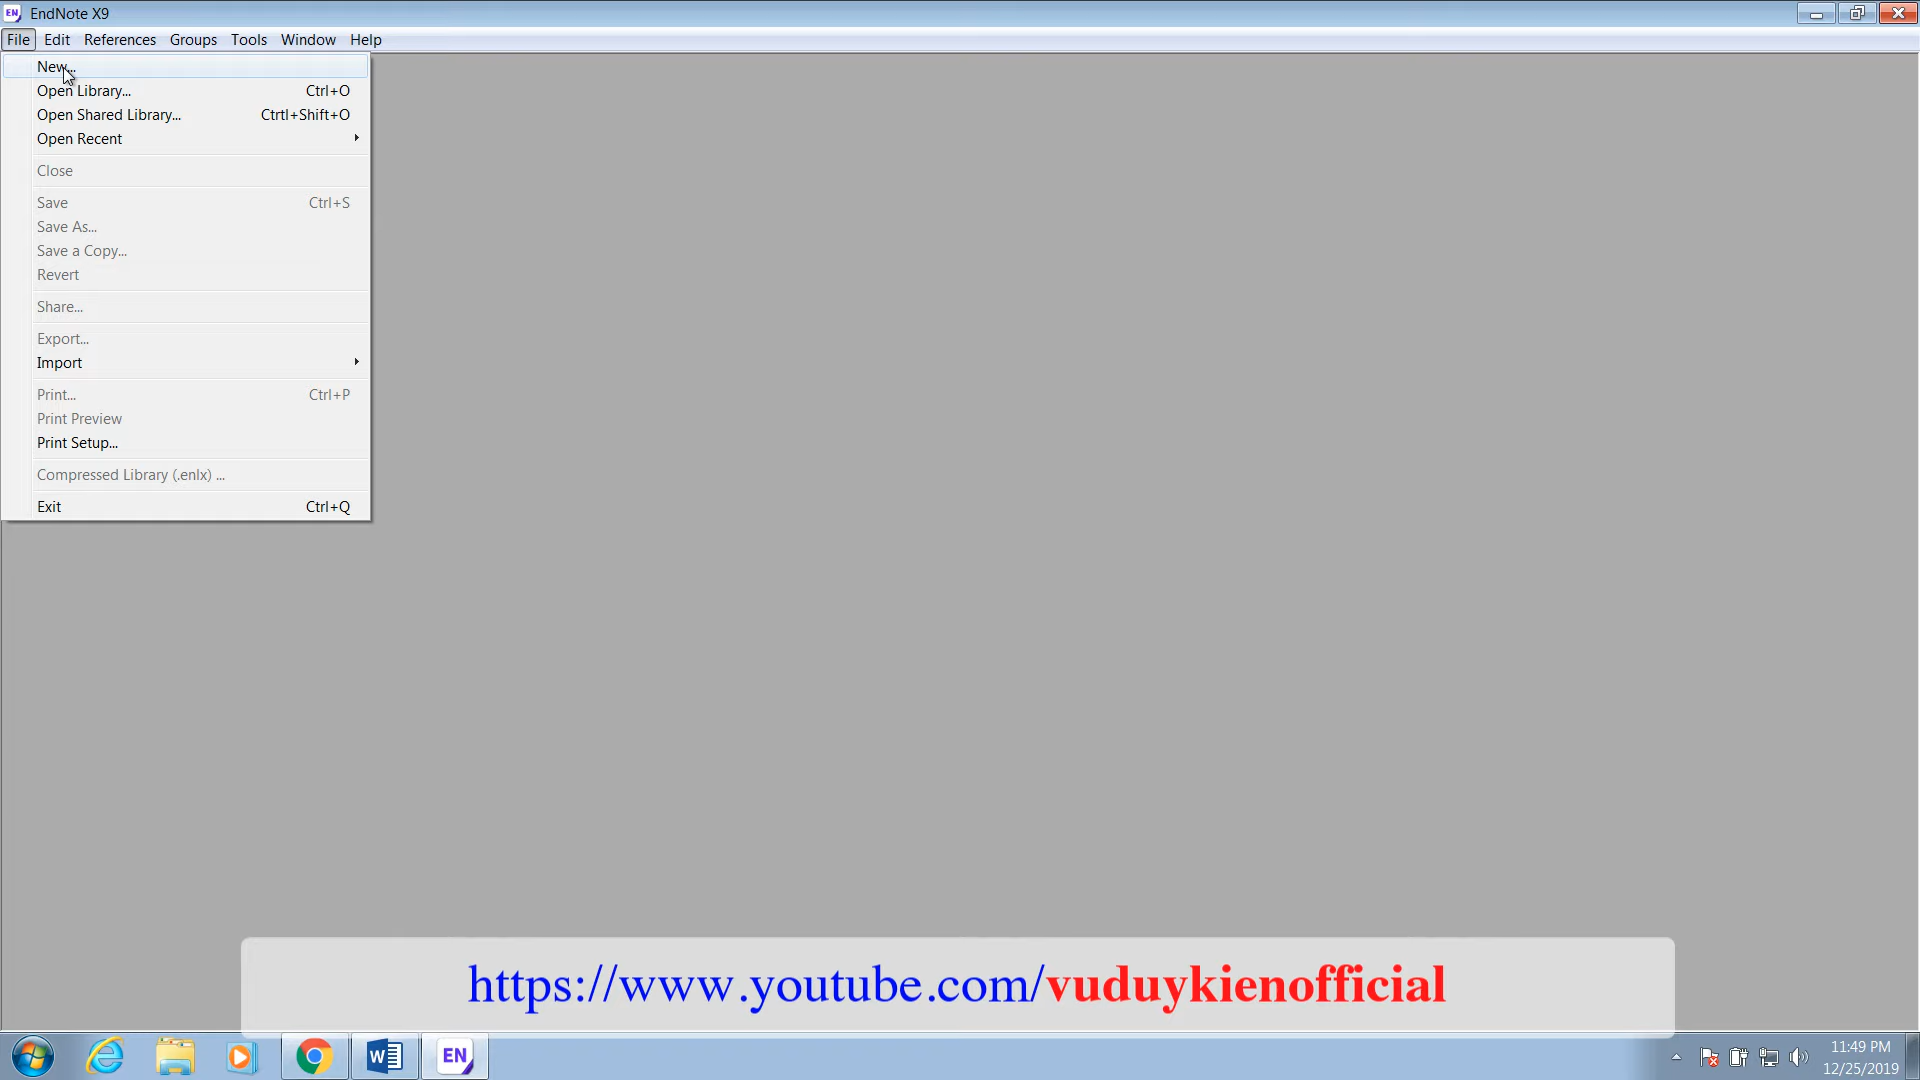 EN EndNote X9
File Edit References Groups Tools Window Help
New...
Open Library... Ctrl+O
Open Shared Library... Ctrtl+Shift+O
Open Recent
Close
Save Ctrl+S
Save As...
Save a Copy...
Revert
Share...
Export...
Import
Print... Ctrl+P
Print Preview
Print Setup...
Compressed Library (.enlx) ...
Exit Ctrl+Q
https://www.youtube.com/vuduykienofficial
W EN
11:49 PM
12/25/2019